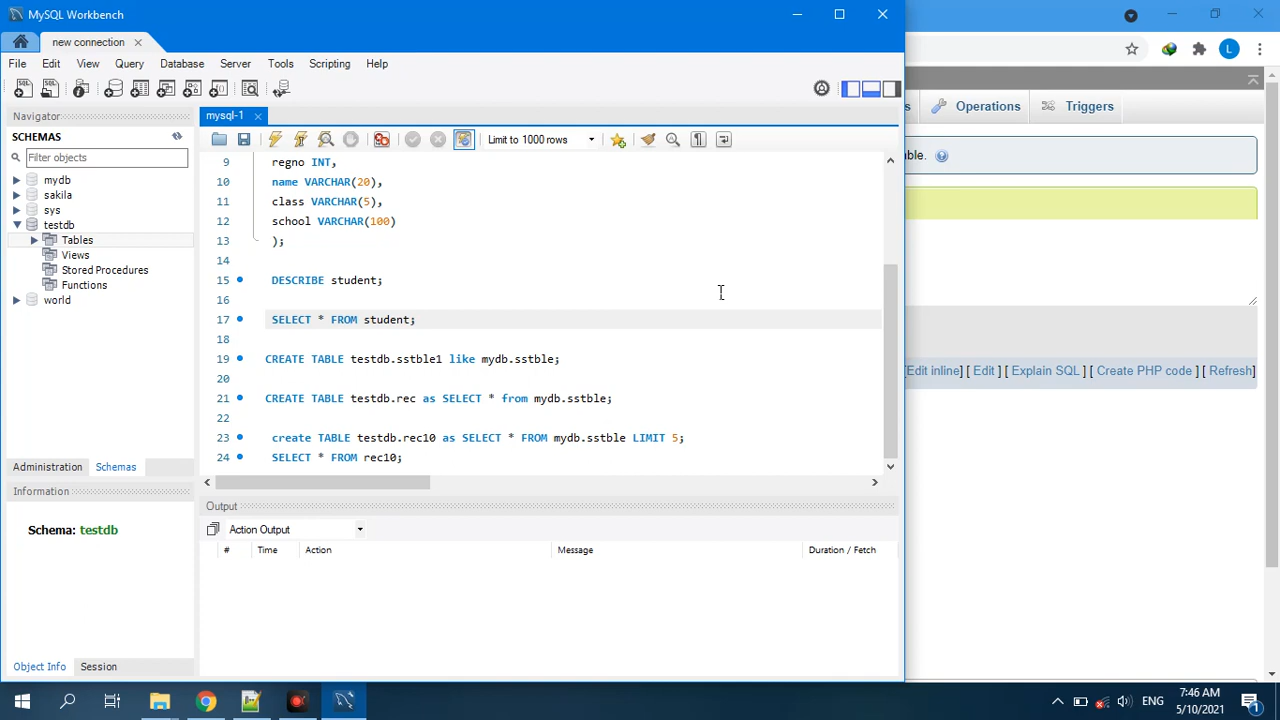 MySQL Workbench
new connection
File Edit View Query Database Server Tools Scripting Help
s Operations Triggers
Navigator
mysql-1
SCHEMAS
Limit to 1000 rows
Filter objects
ble.
mydb
sakila
sys
testdb
Tables
Views
Stored Procedures
Functions
world
9 regno INT,
10 name VARCHAR(20),
11 class VARCHAR(5),
12 school VARCHAR(100)
13 );
14
15 DESCRIBE student;
16
17 SELECT * FROM student;
18
19 CREATE TABLE testdb.sstble1 like mydb.sstble;
20
21 CREATE TABLE testdb.rec as SELECT * from mydb.sstble;
22
23 create TABLE testdb.rec10 as SELECT * FROM mydb.sstble LIMIT 5;
24 SELECT * FROM rec10;
[Edit inline] [ Edit ] [ Explain SQL ] [ Create PHP code ] [ Refresh]
Administration Schemas
Information
Schema: testdb
Output
Action Output
# Time Action Message Duration / Fetch
Object Info Session
L
ENG
7:46 AM
5/10/2021
1